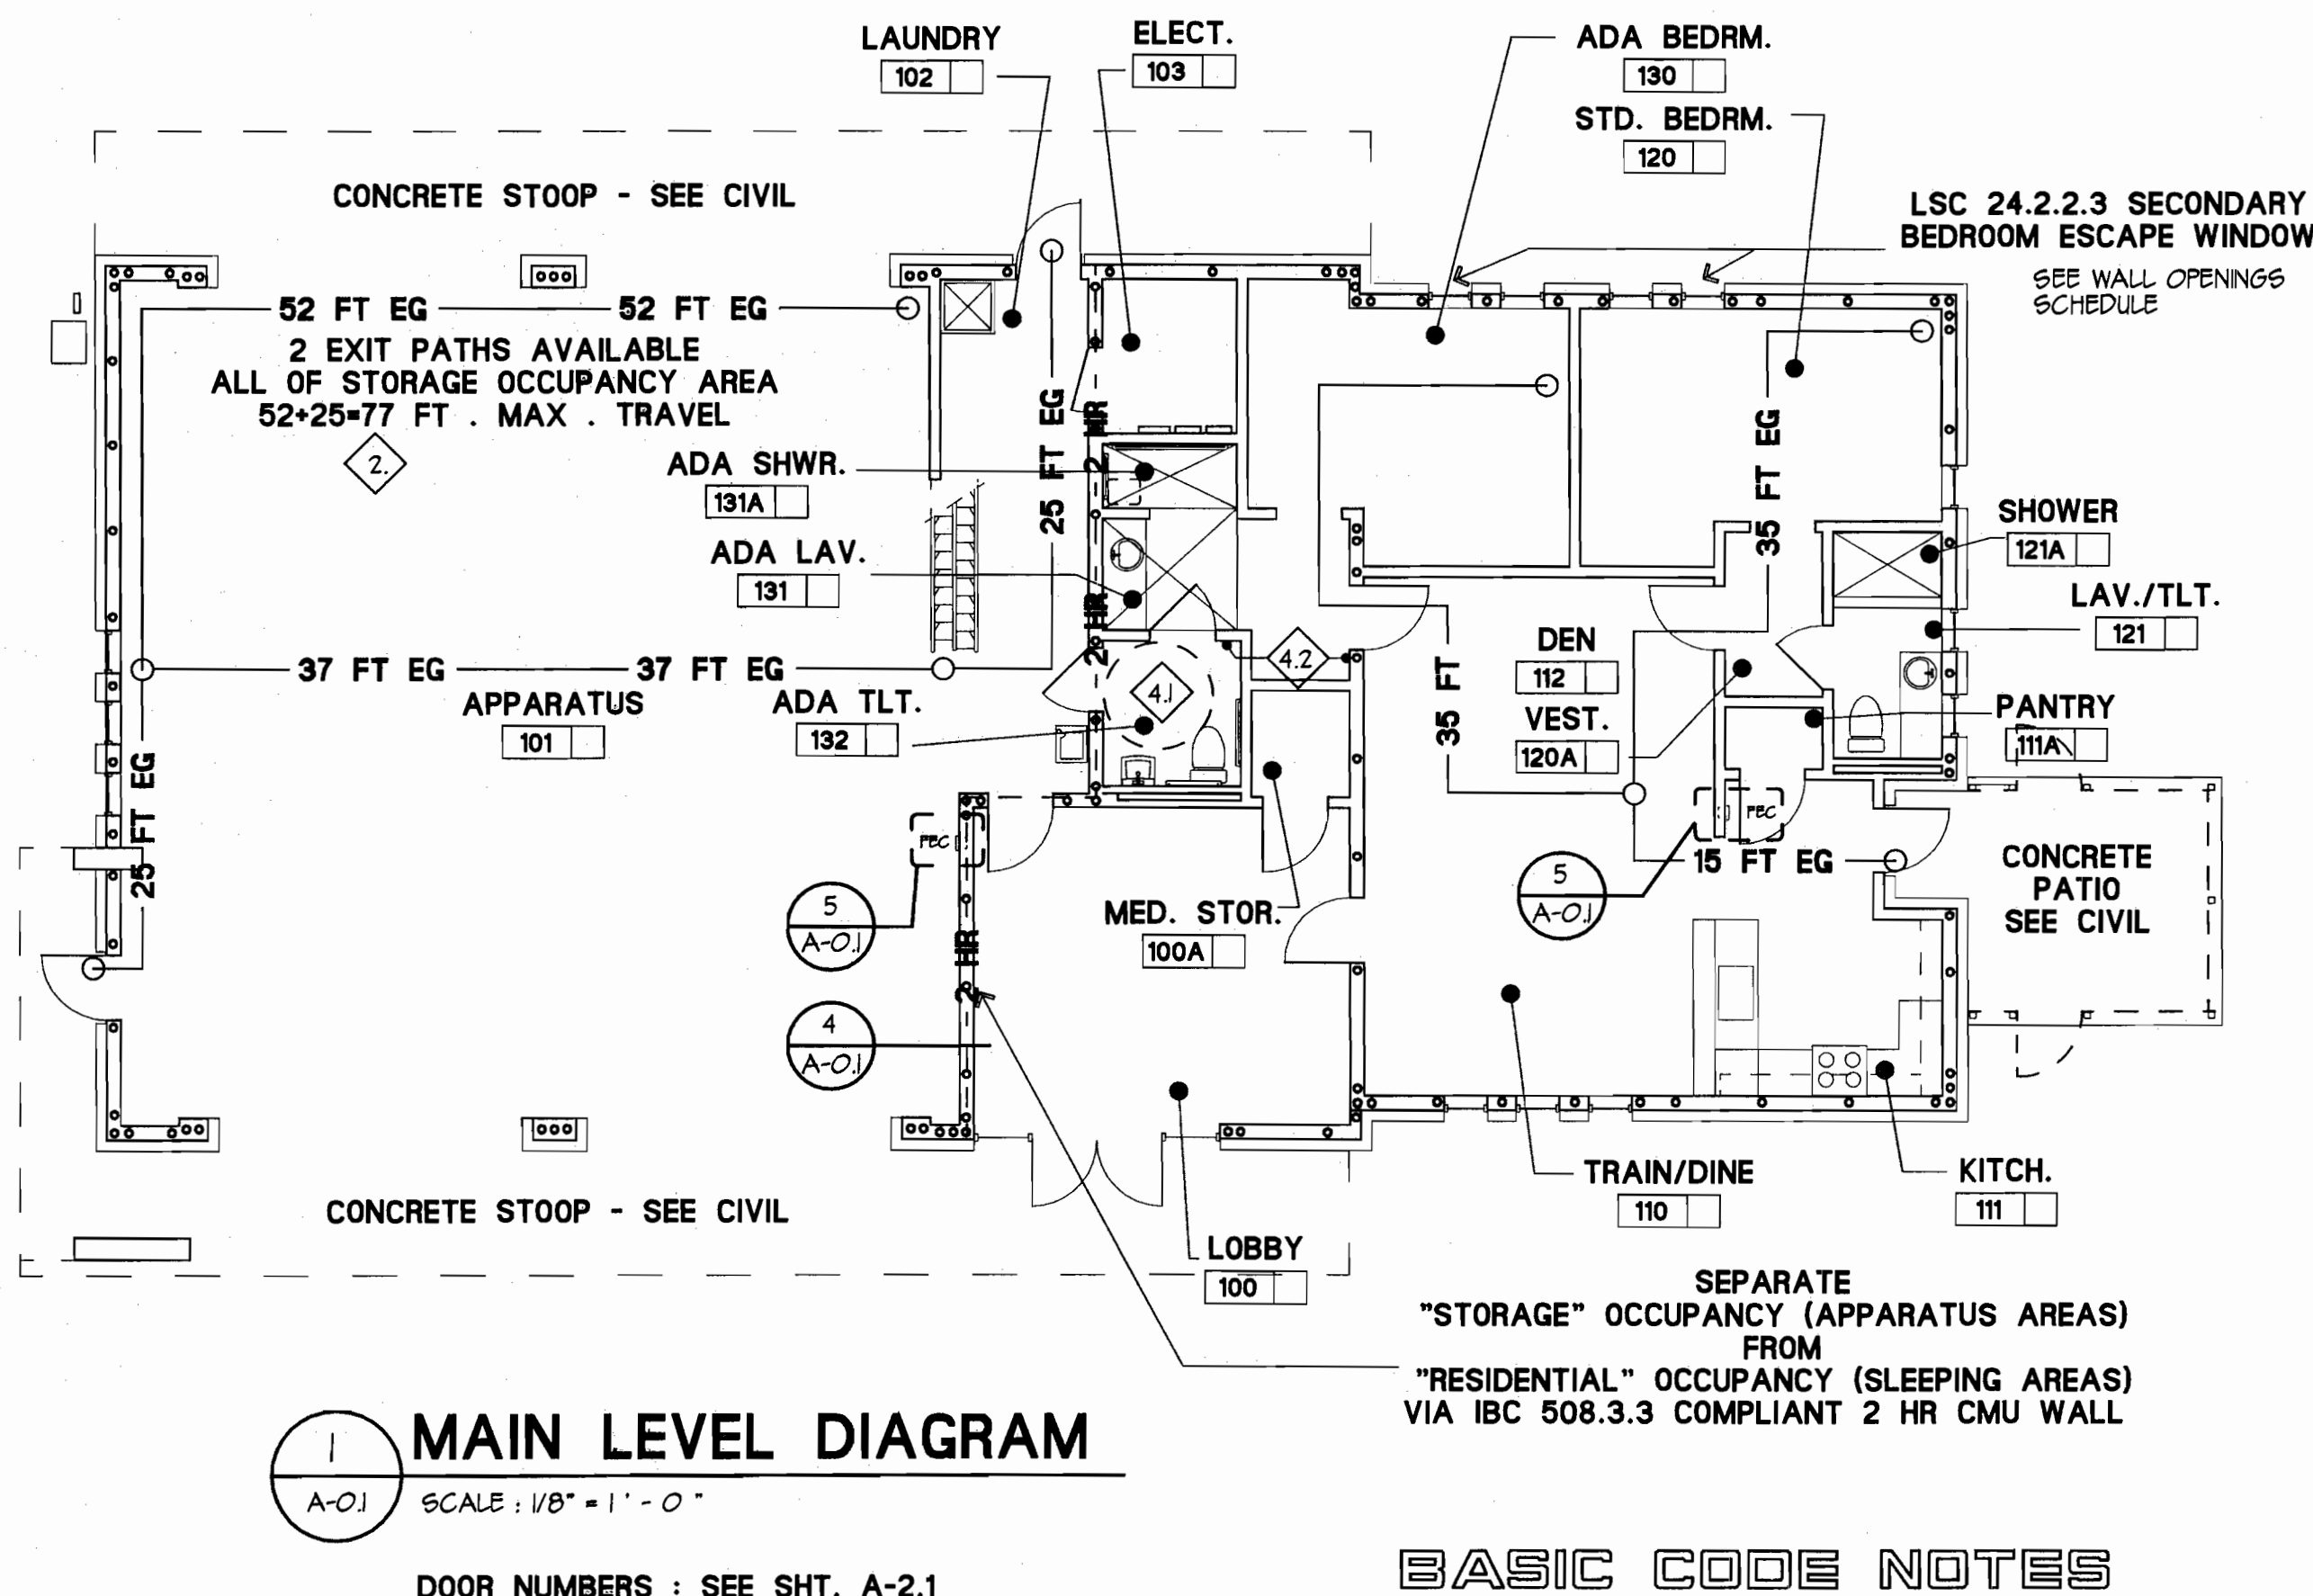 LAUNDRY
102
ELECT.
103
ADA BEDRM.
130
STD. BEDRM.
120
CONCRETE STOOP - SEE CIVIL
LSC 24.2.2.3 SECONDARY
BEDROOM ESCAPE WINDOW
SEE WALL OPENINGS
SCHEDULE
52 FT EG
52 FT EG
2 EXIT PATHS AVAILABLE
ALL OF STORAGE OCCUPANCY AREA
52+25=77 FT . MAX . TRAVEL
2.
25 FT EG
2 HR
35 FT EG
ADA SHWR.
131A
ADA LAV.
131
SHOWER
121A
LAV./TLT.
121
2 HR
DEN
112
VEST.
120A
4.2
4.1
37 FT EG
37 FT EG
APPARATUS
101
ADA TLT.
132
35 FT
PANTRY
111A
25 FT EG
FEC
FEC
15 FT EG
CONCRETE
PATIO
SEE CIVIL
5
A-0.1
5
A-0.1
MED. STOR.
100A
2 HR
4
A-0.1
TRAIN/DINE
110
KITCH.
111
CONCRETE STOOP - SEE CIVIL
LOBBY
100
SEPARATE
"STORAGE" OCCUPANCY (APPARATUS AREAS)
FROM
"RESIDENTIAL" OCCUPANCY (SLEEPING AREAS)
VIA IBC 508.3.3 COMPLIANT 2 HR CMU WALL
1
A-0.1
MAIN LEVEL DIAGRAM
SCALE : 1/8" = 1' - 0"
DOOR NUMBERS : SEE SHT. A-2.1
BASIC CODE NOTES